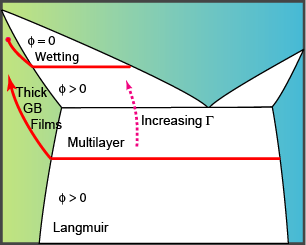 ϕ = 0
Wetting
ϕ > 0
Thick
GB
Films
Increasing Γ
Multilayer
ϕ > 0
Langmuir